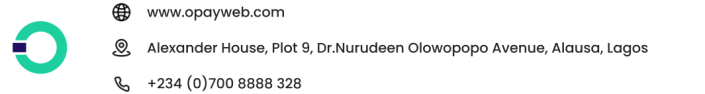 www.opayweb.com
Alexander House, Plot 9, Dr.Nurudeen Olowopopo Avenue, Alausa, Lagos
+234 (0)700 8888 328